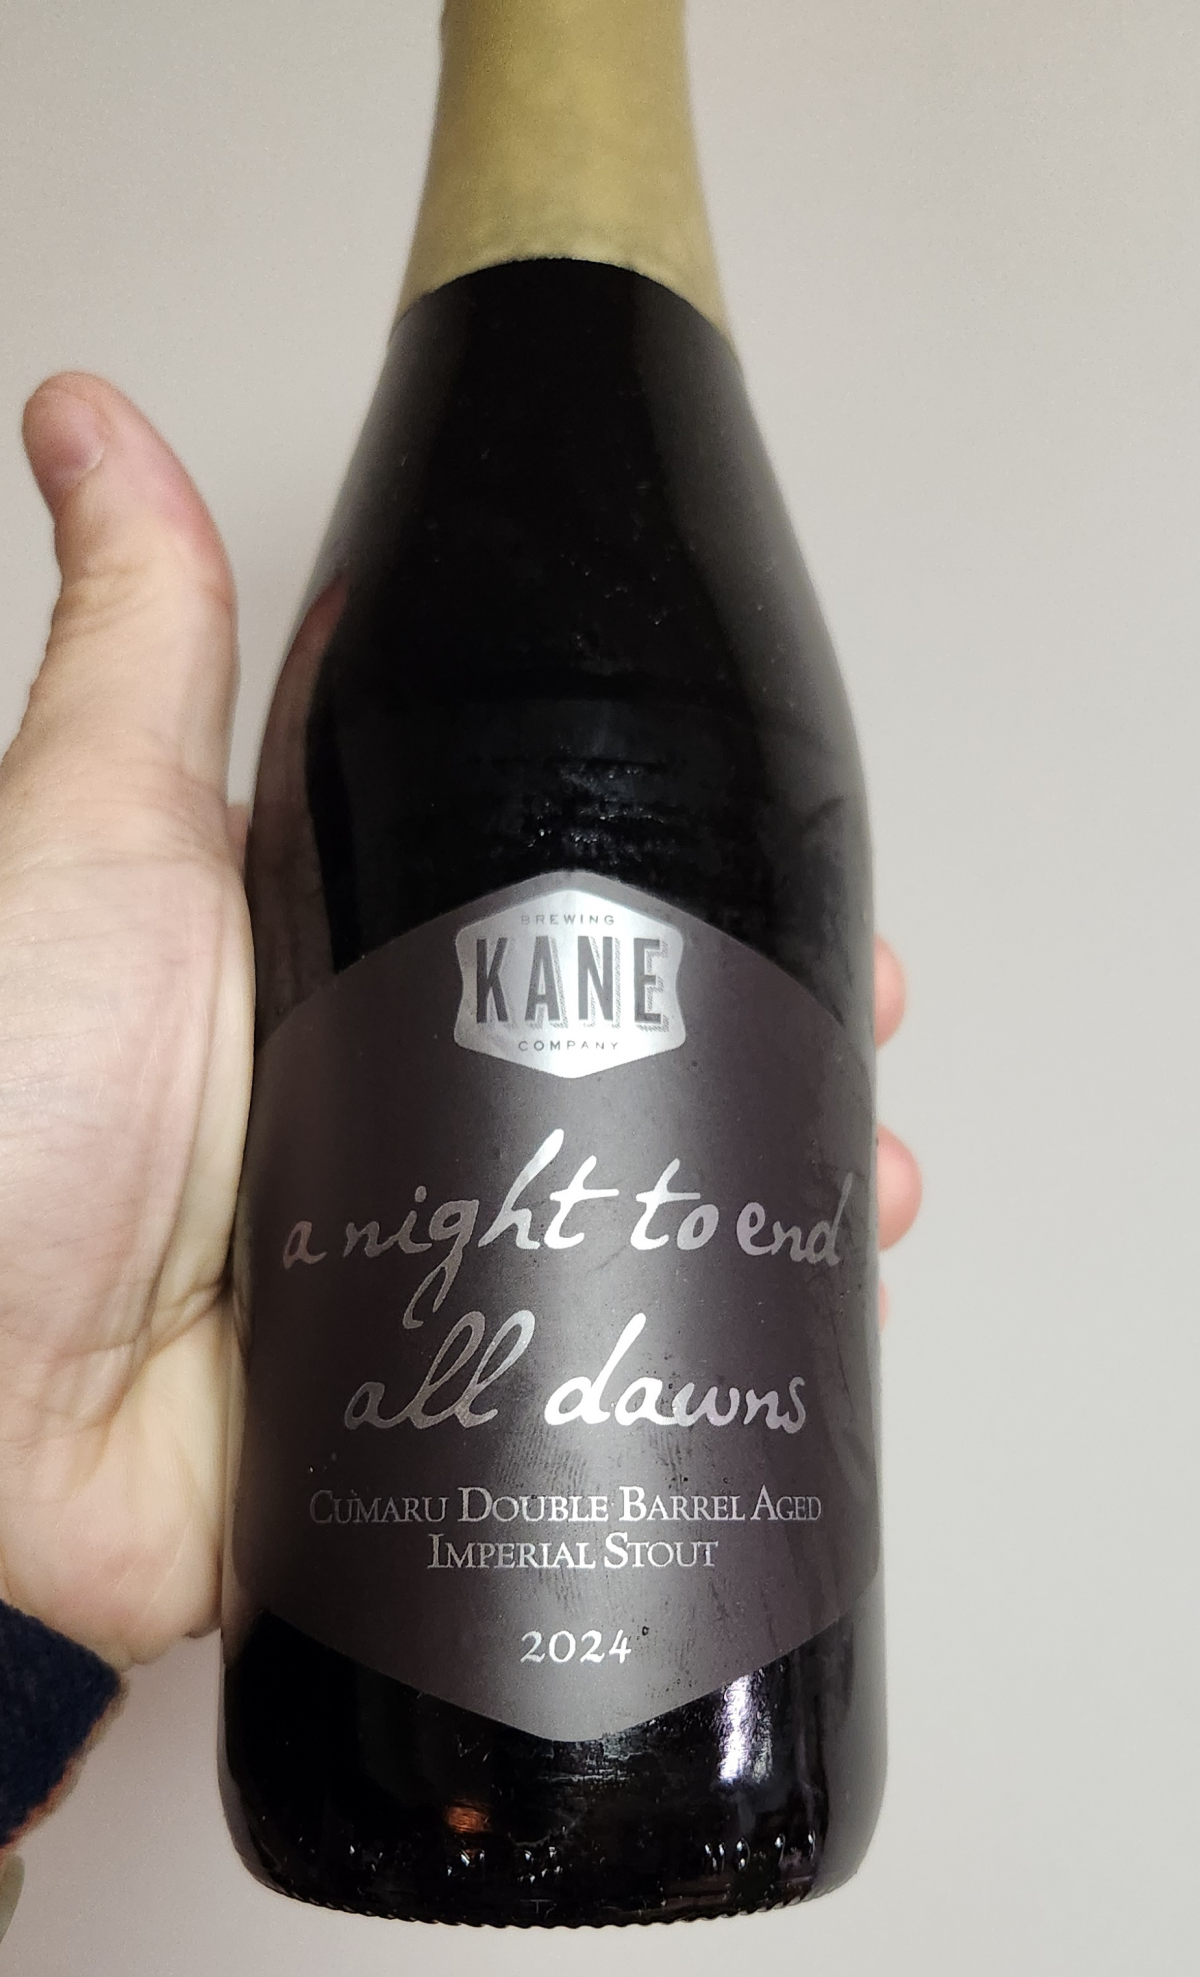 BREWING
KANE
COMPANY
a night to end
all dawns
CUMARU DOUBLE BARREL AGED
IMPERIAL STOUT
2024